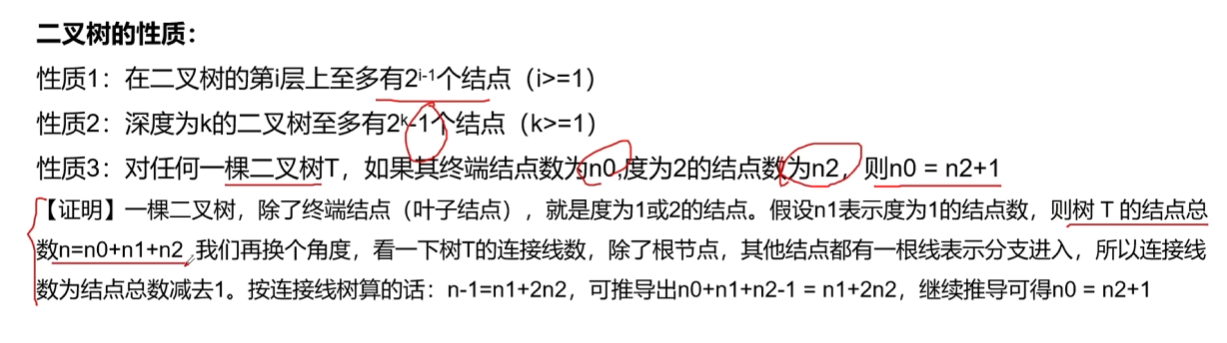 二叉树的性质：
性质1：在二叉树的第i层上至多有2^{i-1}个结点（i>=1）
性质2：深度为k的二叉树至多有2^k-1个结点（k>=1）
性质3：对任何一棵二叉树T，如果其终端结点数为n0,度为2的结点数为n2，则n0 = n2+1
【证明】一棵二叉树，除了终端结点（叶子结点），就是度为1或2的结点。假设n1表示度为1的结点数，则树 T 的结点总
数n=n0+n1+n2,我们再换个角度，看一下树T的连接线数，除了根节点，其他结点都有一根线表示分支进入，所以连接线
数为结点总数减去1。按连接线树算的话：n-1=n1+2n2，可推导出n0+n1+n2-1 = n1+2n2，继续推导可得n0 = n2+1